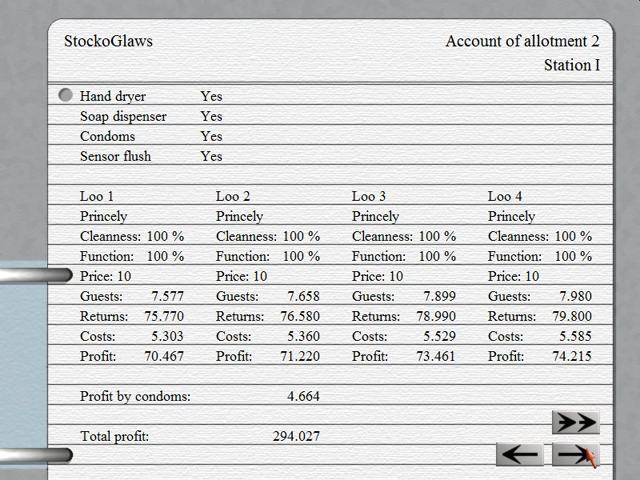 StockoGlaws Account of allotment 2
Station I
Hand dryer Yes
Soap dispenser Yes
Condoms Yes
Sensor flush Yes
Loo 1 Loo 2 Loo 3 Loo 4
Princely Princely Princely Princely
Cleanness: 100 % Cleanness: 100 % Cleanness: 100 % Cleanness: 100 %
Function: 100 % Function: 100 % Function: 100 % Function: 100 %
Price: 10 Price: 10 Price: 10 Price: 10
Guests: 7.577 Guests: 7.658 Guests: 7.899 Guests: 7.980
Returns: 75.770 Returns: 76.580 Returns: 78.990 Returns: 79.800
Costs: 5.303 Costs: 5.360 Costs: 5.529 Costs: 5.585
Profit: 70.467 Profit: 71.220 Profit: 73.461 Profit: 74.215
Profit by condoms: 4.664
Total profit: 294.027